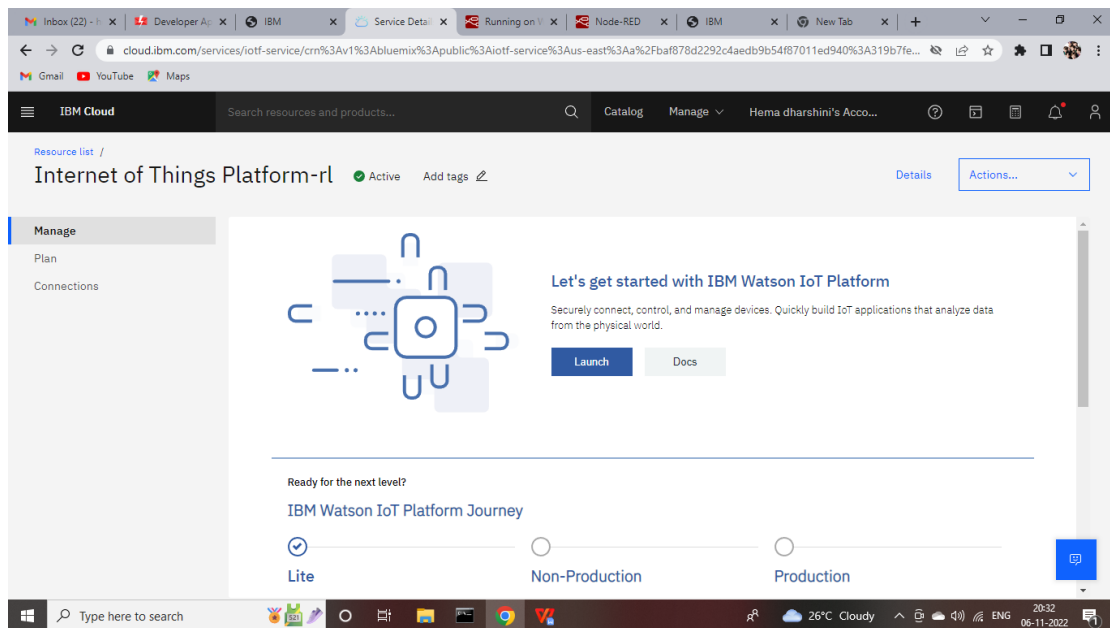 Inbox (22) - h
Developer Ap
IBM
Service Detail
Running on V
Node-RED
IBM
New Tab
cloud.ibm.com/services/iotf-service/crn%3Av1%3Abluemix%3Apublic%3Aiotf-service%3Aus-east%3Aa%2Fbaf878d2292c4aedb9b54f87011ed940%3A319b7fe...
Gmail
YouTube
Maps
IBM Cloud
Search resources and products...
Catalog
Manage
Hema dharshini's Acco...
Resource list /
Internet of Things Platform-rl
Active
Add tags
Details
Actions...
Manage
Plan
Connections
Let's get started with IBM Watson IoT Platform
Securely connect, control, and manage devices. Quickly build IoT applications that analyze data
from the physical world.
Launch
Docs
Ready for the next level?
IBM Watson IoT Platform Journey
Lite
Non-Production
Production
Type here to search
521
26°C Cloudy
ENG
20:32
06-11-2022
1